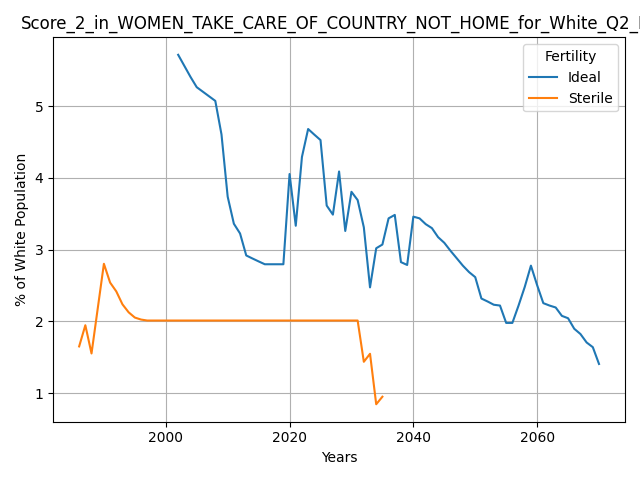 Score_2_in_WOMEN_TAKE_CARE_OF_COUNTRY_NOT_HOME_for_White_Q2_
Fertility
Ideal
Sterile
% of White Population
5
4
3
2
1
2000
2020
2040
2060
Years